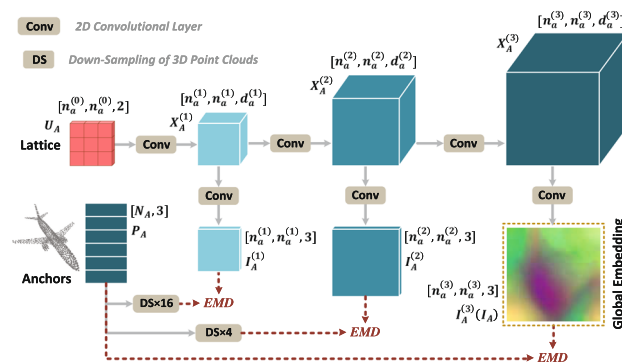 Conv 2D Convolutional Layer
DS Down-Sampling of 3D Point Clouds
[n_a^(0), n_a^(0), 2]
U_A
Lattice
Conv
[n_a^(1), n_a^(1), d_a^(1)]
X_A^(1)
Conv
[n_a^(2), n_a^(2), d_a^(2)]
X_A^(2)
Conv
[n_a^(3), n_a^(3), d_a^(3)]
X_A^(3)
Conv
Conv
Conv
[N_A, 3]
P_A
Anchors
[n_a^(1), n_a^(1), 3]
I_A^(1)
[n_a^(2), n_a^(2), 3]
I_A^(2)
[n_a^(3), n_a^(3), 3]
I_A^(3)(I_A)
Global Embedding
DS×16
EMD
DS×4
EMD
EMD